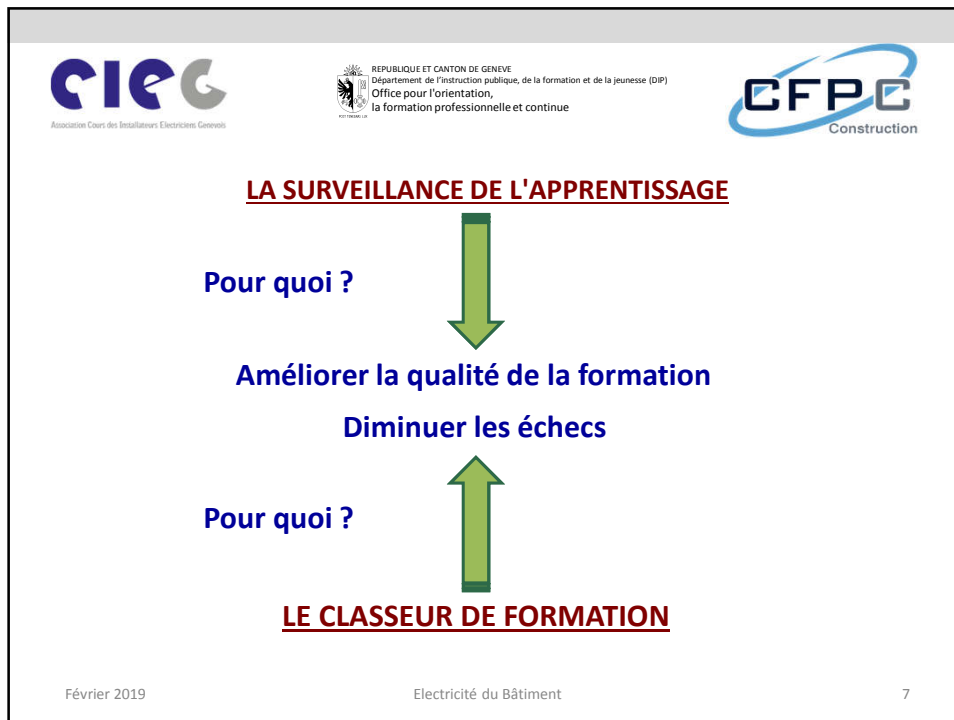 CIEG
Association Cours des Installateurs Electriciens Genevois
REPUBLIQUE ET CANTON DE GENEVE
Département de l'instruction publique, de la formation et de la jeunesse (DIP)
Office pour l'orientation,
la formation professionnelle et continue
POST TENEBRAS LUX
CFPC
Construction
LA SURVEILLANCE DE L'APPRENTISSAGE
Pour quoi ?
Améliorer la qualité de la formation
Diminuer les échecs
Pour quoi ?
LE CLASSEUR DE FORMATION
Février 2019
Electricité du Bâtiment
7